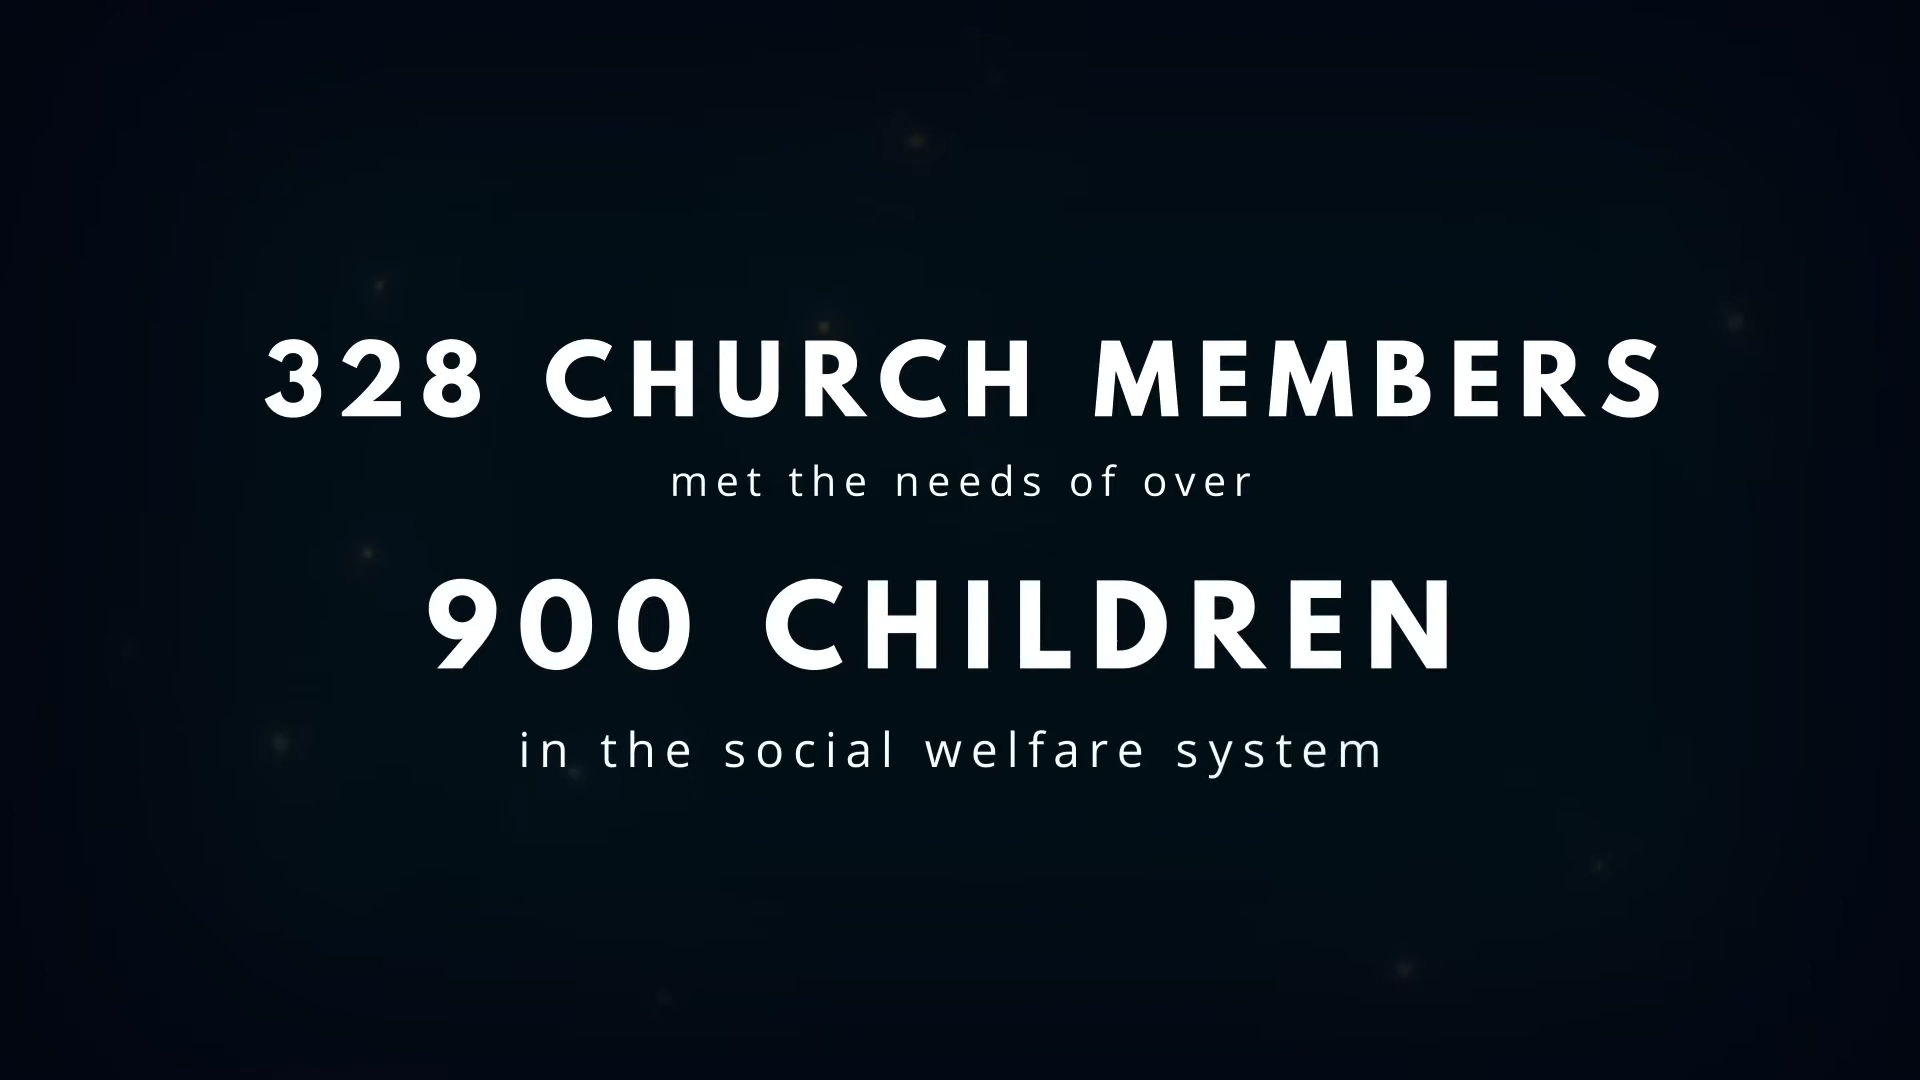 328 CHURCH MEMBERS
met the needs of over
900 CHILDREN
in the social welfare system